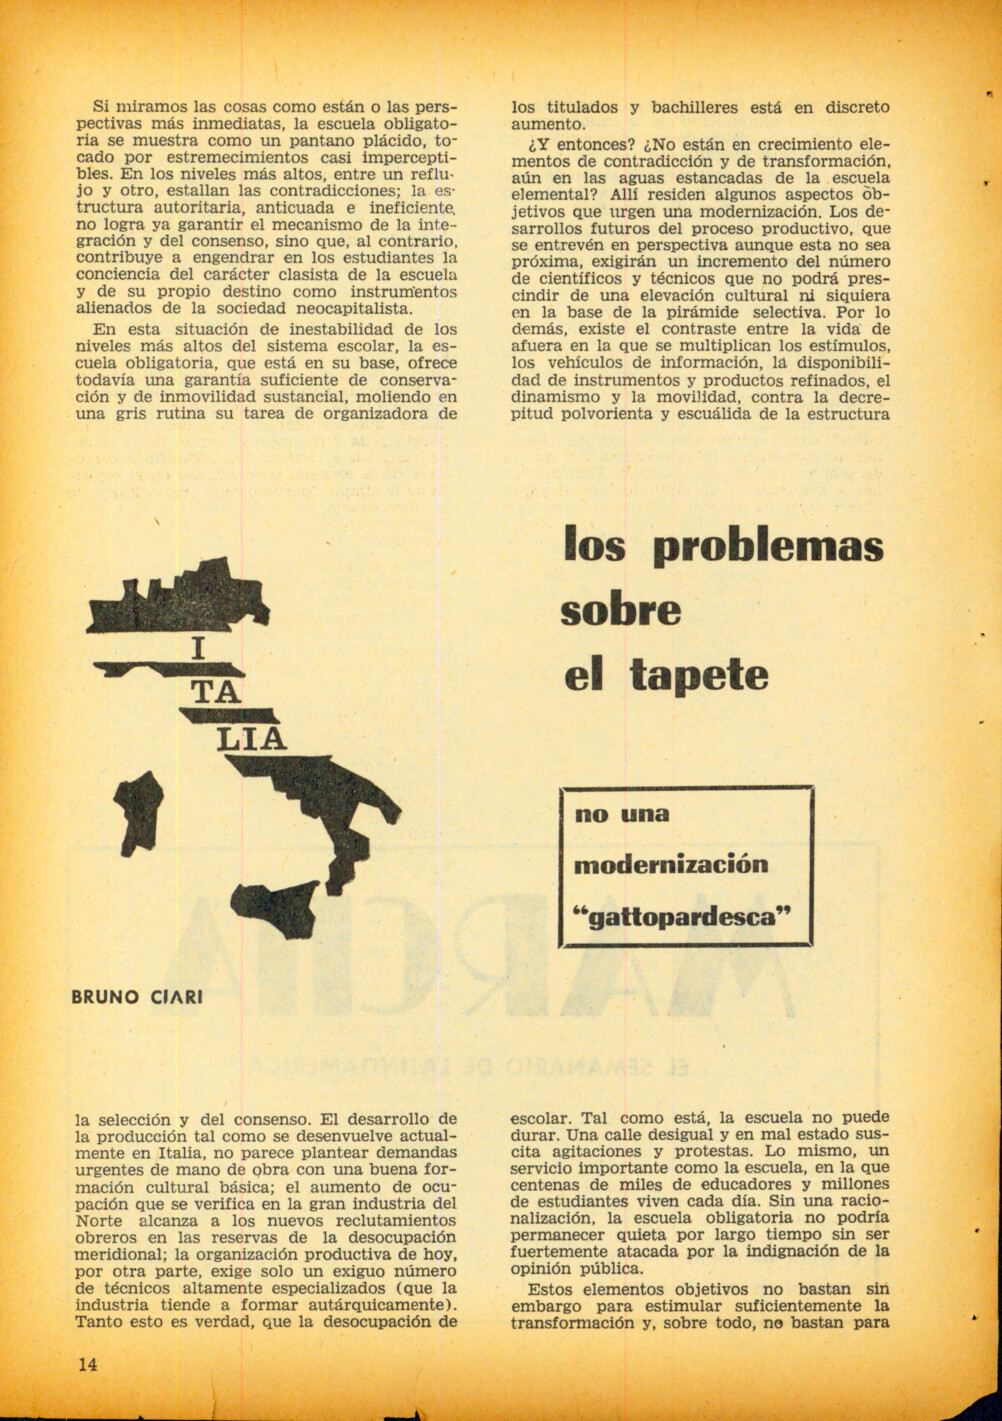 Si miramos las cosas como están o las pers-
pectivas más inmediatas, la escuela obligato-
ria se muestra como un pantano plácido, to-
cado por estremecimientos casi impercepti-
bles. En los niveles más altos, entre un reflu-
jo y otro, estallan las contradicciones; la es-
tructura autoritaria, anticuada e ineficiente,
no logra ya garantir el mecanismo de la inte-
gración y del consenso, sino que, al contrario,
contribuye a engendrar en los estudiantes la
conciencia del carácter clasista de la escuela
y de su propio destino como instrumentos
alienados de la sociedad neocapitalista.
En esta situación de inestabilidad de los
niveles más altos del sistema escolar, la es-
cuela obligatoria, que está en su base, ofrece
todavía una garantía suficiente de conserva-
ción y de inmovilidad sustancial, moliendo en
una gris rutina su tarea de organizadora de
I
TA
LIA
BRUNO CIARI
la selección y del consenso. El desarrollo de
la producción tal como se desenvuelve actual-
mente en Italia, no parece plantear demandas
urgentes de mano de obra con una buena for-
mación cultural básica; el aumento de ocu-
pación que se verifica en la gran industria del
Norte alcanza a los nuevos reclutamientos
obreros en las reservas de la desocupación
meridional; la organización productiva de hoy,
por otra parte, exige solo un exiguo número
de técnicos altamente especializados (que la
industria tiende a formar autárquicamente).
Tanto esto es verdad, que la desocupación de
los titulados y bachilleres está en discreto
aumento.
¿Y entonces? ¿No están en crecimiento ele-
mentos de contradicción y de transformación,
aún en las aguas estancadas de la escuela
elemental? Allí residen algunos aspectos ob-
jetivos que urgen una modernización. Los de-
sarrollos futuros del proceso productivo, que
se entrevén en perspectiva aunque esta no sea
próxima, exigirán un incremento del número
de científicos y técnicos que no podrá pres-
cindir de una elevación cultural ni siquiera
en la base de la pirámide selectiva. Por lo
demás, existe el contraste entre la vida de
afuera en la que se multiplican los estímulos,
los vehículos de información, la disponibili-
dad de instrumentos y productos refinados, el
dinamismo y la movilidad, contra la decre-
pitud polvorienta y escuálida de la estructura
los problemas
sobre
el tapete
no una
modernización
“gattopardesca”
escolar. Tal como está, la escuela no puede
durar. Una calle desigual y en mal estado sus-
cita agitaciones y protestas. Lo mismo, un
servicio importante como la escuela, en la que
centenas de miles de educadores y millones
de estudiantes viven cada día. Sin una racio-
nalización, la escuela obligatoria no podría
permanecer quieta por largo tiempo sin ser
fuertemente atacada por la indignación de la
opinión pública.
Estos elementos objetivos no bastan sin
embargo para estimular suficientemente la
transformación y, sobre todo, no bastan para
14